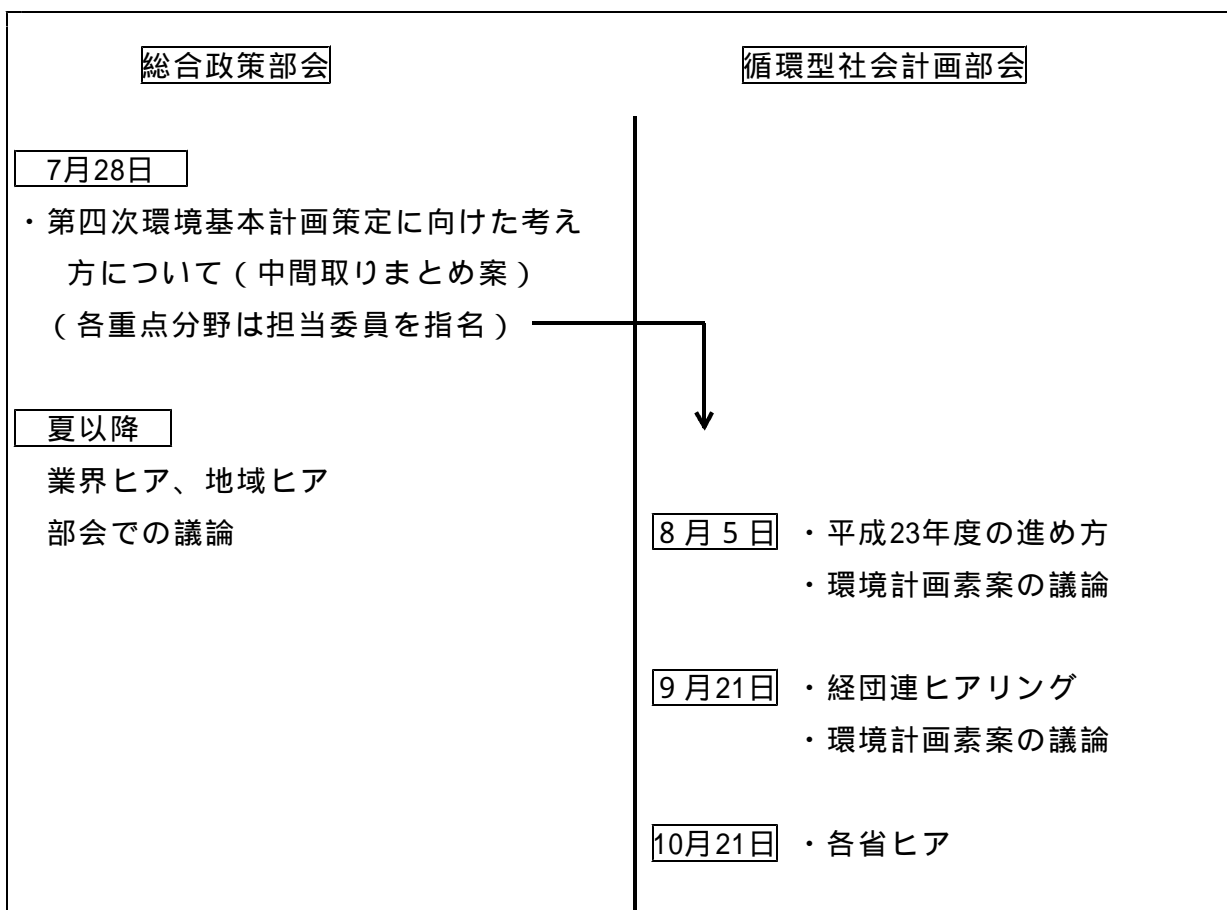 総合政策部会
循環型社会計画部会
7月28日
・第四次環境基本計画策定に向けた考え
方について(中間取りまとめ案)
(各重点分野は担当委員を指名)
夏以降
業界ヒア、地域ヒア
部会での議論
8月5日 ・平成23年度の進め方
・環境計画素案の議論
9月21日 ・経団連ヒアリング
・環境計画素案の議論
10月21日 ・各省ヒア